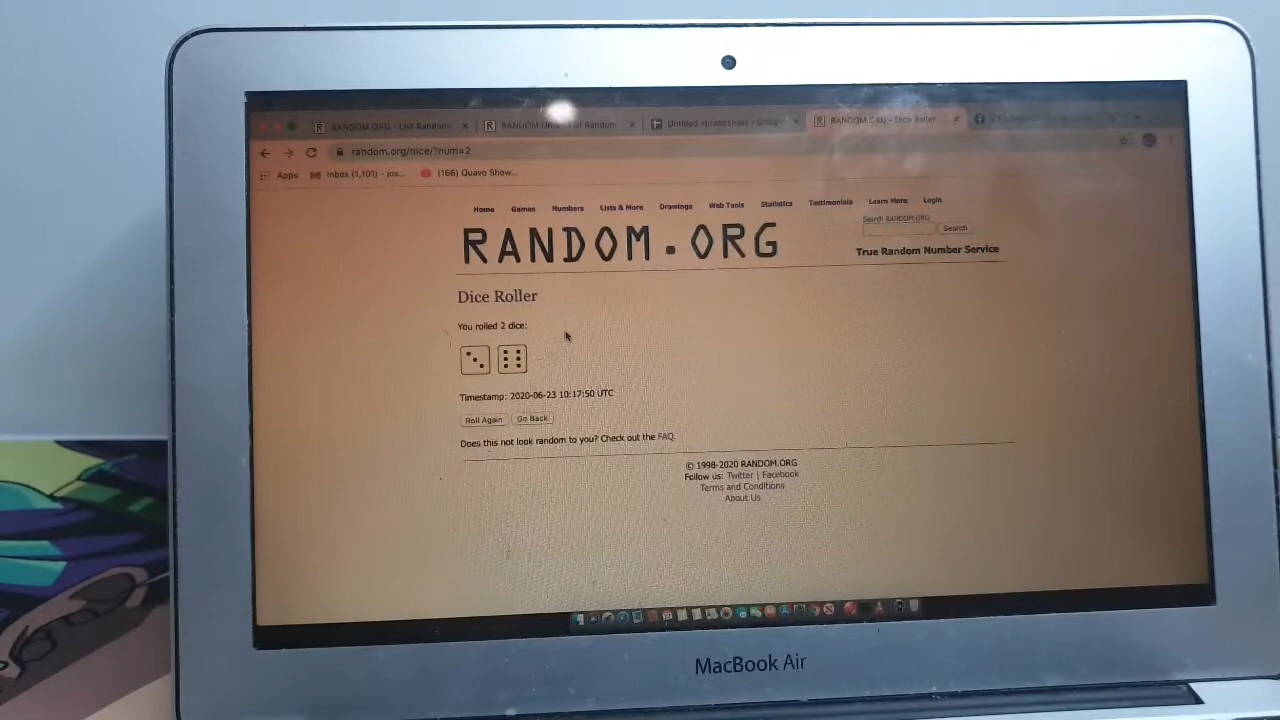 RANDOM.ORG - List Random
RANDOM.ORG - List Random
Untitled spreadsheet - Google
RANDOM.ORG - Dice Roller
random.org/dice/?num=2
Apps
Inbox (1,101) - jos...
(166) Quavo Show...
Home
Games
Numbers
Lists & More
Drawings
Web Tools
Statistics
Testimonials
Learn More
Login
Search RANDOM.ORG
Search
RANDOM.ORG
True Random Number Service
Dice Roller
You rolled 2 dice:
Timestamp: 2020-06-23 10:17:50 UTC
Roll Again
Go Back
Does this not look random to you? Check out the FAQ.
© 1998-2020 RANDOM.ORG
Follow us: Twitter | Facebook
Terms and Conditions
About Us
MacBook Air